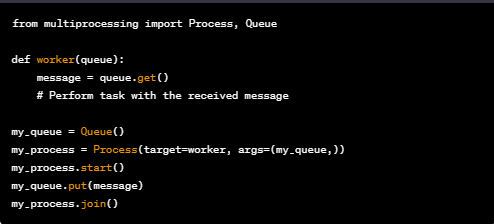 from multiprocessing import Process, Queue
def worker(queue):
    message = queue.get()
    # Perform task with the received message
my_queue = Queue()
my_process = Process(target=worker, args=(my_queue,))
my_process.start()
my_queue.put(message)
my_process.join()